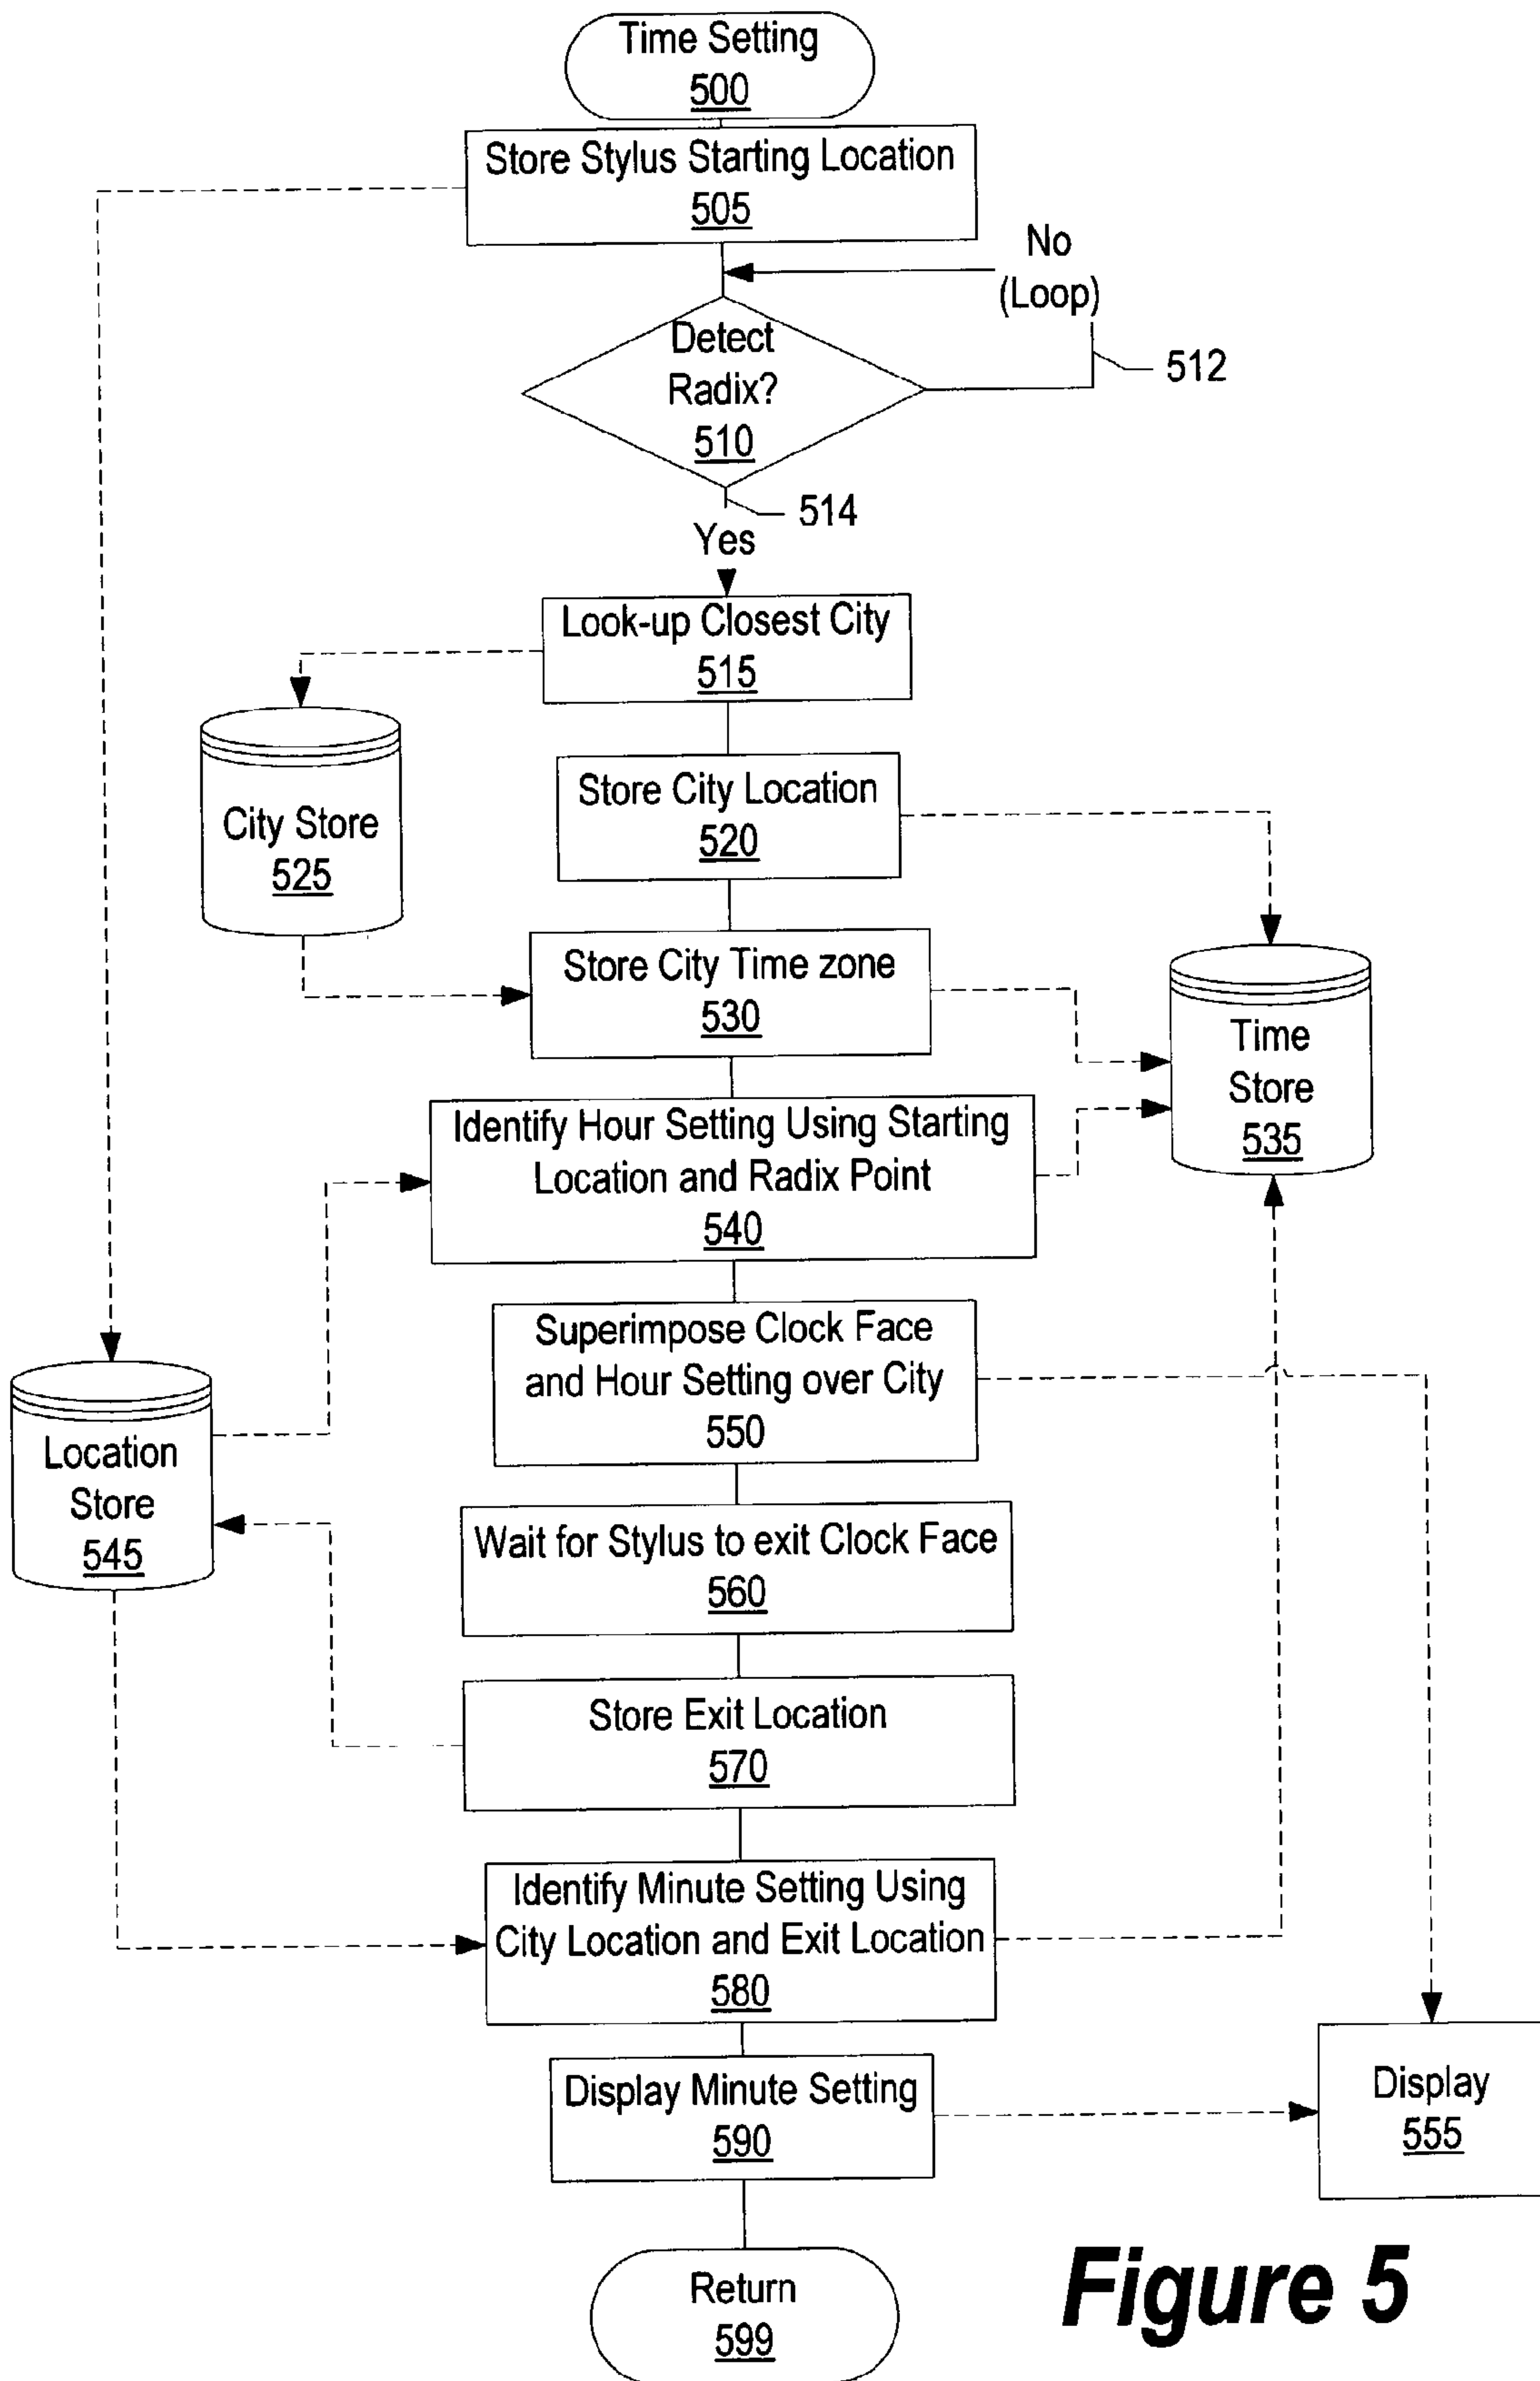 Time Setting
500
Store Stylus Starting Location
505
No
(Loop)
Detect
Radix?
510
512
514
Yes
Look-up Closest City
515
City Store
525
Store City Location
520
Store City Time zone
530
Time
Store
535
Identify Hour Setting Using Starting
Location and Radix Point
540
Superimpose Clock Face
and Hour Setting over City
550
Location
Store
545
Wait for Stylus to exit Clock Face
560
Store Exit Location
570
Identify Minute Setting Using
City Location and Exit Location
580
Display Minute Setting
590
Display
555
Return
599
Figure 5